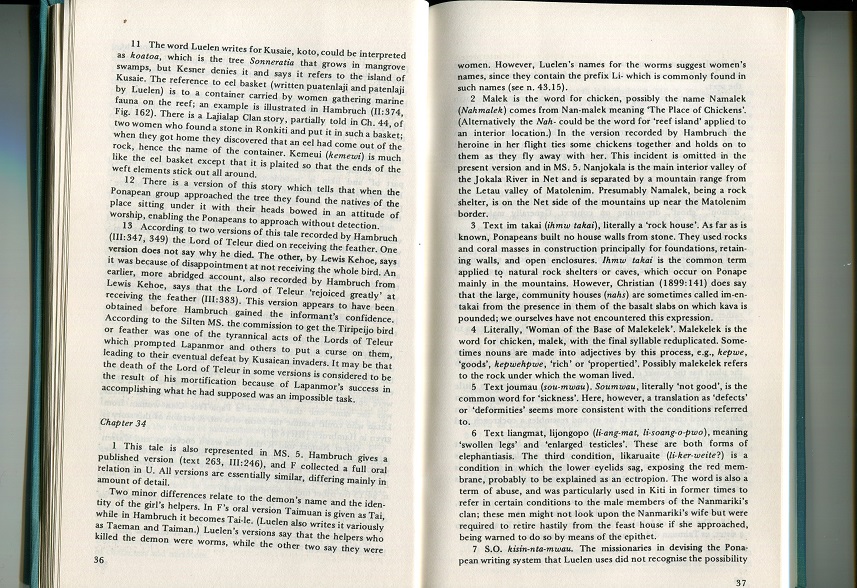 11 The word Luelen writes for Kusaie, koto, could be interpreted
as koatoa, which is the tree Sonneratia that grows in mangrove
swamps, but Kesner denies it and says it refers to the island of
Kusaie. The reference to eel basket (written puatenlaji and patenlaji
by Luelen) is to a container carried by women gathering marine
fauna on the reef; an example is illustrated in Hambruch (II:374,
Fig. 162). There is a Lajialap Clan story, partially told in Ch. 44, of
two women who found a stone in Ronkiti and put it in such a basket;
when they got home they discovered that an eel had come out of the
rock, hence the name of the container. Kemeui (kemewi) is much
like the eel basket except that it is plaited so that the ends of the
weft elements stick out all around.
12 There is a version of this story which tells that when the
Ponapean group approached the tree they found the natives of the
place sitting under it with their heads bowed in an attitude of
worship, enabling the Ponapeans to approach without detection.
13 According to two versions of this tale recorded by Hambruch
(III:347, 349) the Lord of Teleur died on receiving the feather. One
version does not say why he died. The other, by Lewis Kehoe, says
it was because of disappointment at not receiving the whole bird. An
earlier, more abridged account, also recorded by Hambruch from
Lewis Kehoe, says that the Lord of Teleur 'rejoiced greatly' at
receiving the feather (III:383). This version appears to have been
obtained before Hambruch gained the informant's confidence.
According to the Silten MS. the commission to get the Tiripeijo bird
or feather was one of the tyrannical acts of the Lords of Teleur
which prompted Lapanmor and others to put a curse on them,
leading to their eventual defeat by Kusaiean invaders. It may be that
the death of the Lord of Teleur in some versions is considered to be
the result of his mortification because of Lapanmor's success in
accomplishing what he had supposed was an impossible task.
Chapter 34
1 This tale is also represented in MS. 5. Hambruch gives a
published version (text 263, III:246), and F collected a full oral
relation in U. All versions are essentially similar, differing mainly in
amount of detail.
Two minor differences relate to the demon's name and the iden-
tity of the girl's helpers. In F's oral version Taimuan is given as Tai,
while in Hambruch it becomes Tai-le. (Luelen also writes it variously
as Taeman and Taiman.) Luelen's versions say that the helpers who
killed the demon were worms, while the other two say they were
36
women. However, Luelen's names for the worms suggest women's
names, since they contain the prefix Li- which is commonly found in
such names (see n. 43.15).
2 Malek is the word for chicken, possibly the name Namalek
(Nahmalek) comes from Nan-malek meaning 'The Place of Chickens'.
(Alternatively the Nah- could be the word for 'reef island' applied to
an interior location.) In the version recorded by Hambruch the
heroine in her flight ties some chickens together and holds on to
them as they fly away with her. This incident is omitted in the
present version and in MS. 5. Nanjokala is the main interior valley of
the Jokala River in Net and is separated by a mountain range from
the Letau valley of Matolenim. Presumably Namalek, being a rock
shelter, is on the Net side of the mountains up near the Matolenim
border.
3 Text im takai (ihmw takai), literally a 'rock house'. As far as is
known, Ponapeans built no house walls from stone. They used rocks
and coral masses in construction principally for foundations, retain-
ing walls, and open enclosures. Ihmw takai is the common term
applied to natural rock shelters or caves, which occur on Ponape
mainly in the mountains. However, Christian (1899:141) does say
that the large, community houses (nahs) are sometimes called im-en-
takai from the presence in them of the basalt slabs on which kava is
pounded; we ourselves have not encountered this expression.
4 Literally, 'Woman of the Base of Malekelek'. Malekelek is the
word for chicken, malek, with the final syllable reduplicated. Some-
times nouns are made into adjectives by this process, e.g., kepwe,
'goods', kepwehpwe, 'rich' or 'propertied'. Possibly malekelek refers
to the rock under which the woman lived.
5 Text joumau (sou-mwau). Soumwau, literally 'not good', is the
common word for 'sickness'. Here, however, a translation as 'defects'
or 'deformities' seems more consistent with the conditions referred
to.
6 Text liangmat, lijongopo (li-ang-mat, li-soang-o-pwo), meaning
'swollen legs' and 'enlarged testicles'. These are both forms of
elephantiasis. The third condition, likaruaite (li-ker-weite?) is a
condition in which the lower eyelids sag, exposing the red mem-
brane, probably to be explained as an ectropion. The word is also a
term of abuse, and was particularly used in Kiti in former times to
refer in certain conditions to the male members of the Nanmariki's
clan; these men might not look upon the Nanmariki's wife but were
required to retire hastily from the feast house if she approached,
being warned to do so by means of the epithet.
7 S.O. kisin-nta-mwau. The missionaries in devising the Pona-
pean writing system that Luelen uses did not recognise the possibility
37